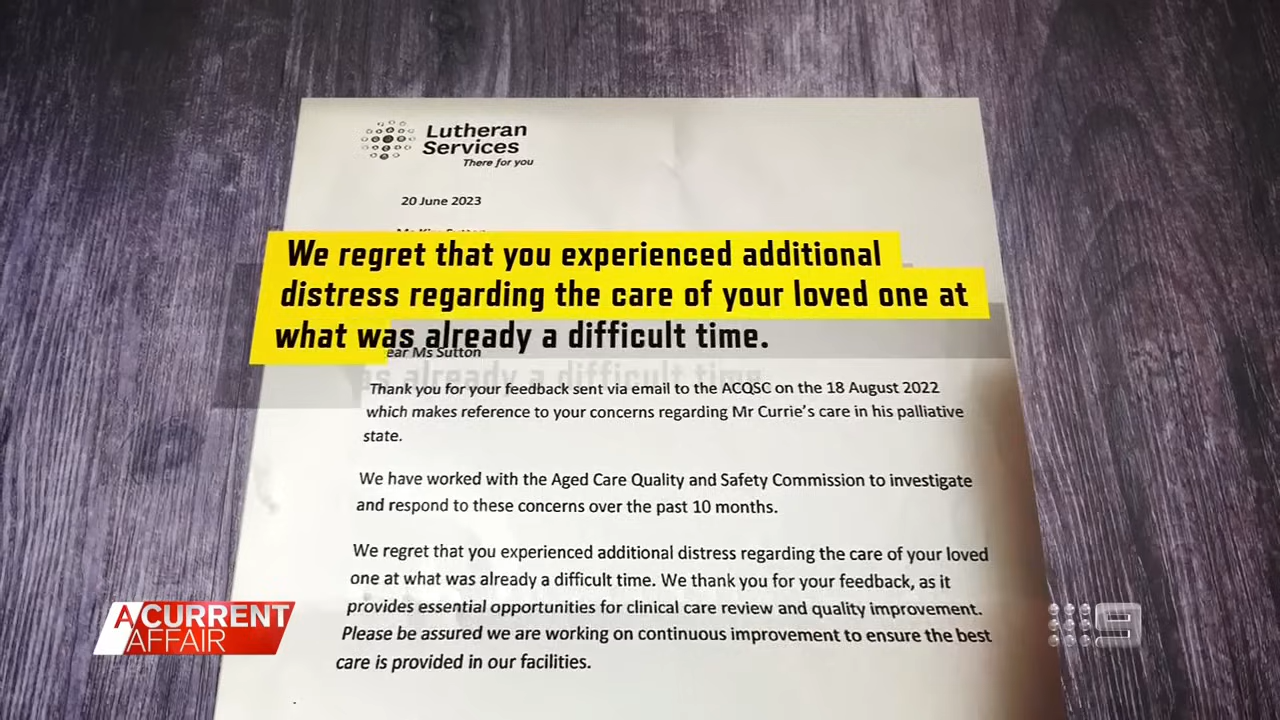 Lutheran
Services
There for you
20 June 2023
We regret that you experienced additional
distress regarding the care of your loved one at
what was already a difficult time.
ear Ms Sutton
Thank you for your feedback sent via email to the ACQSC on the 18 August 2022
which makes reference to your concerns regarding Mr Currie's care in his palliative
state.
We have worked with the Aged Care Quality and Safety Commission to investigate
and respond to these concerns over the past 10 months.
We regret that you experienced additional distress regarding the care of your loved
one at what was already a difficult time. We thank you for your feedback, as it
provides essential opportunities for clinical care review and quality improvement.
Please be assured we are working on continuous improvement to ensure the best
care is provided in our facilities.
A CURRENT
AFFAIR
9